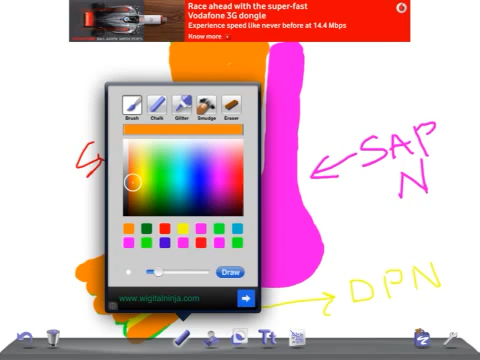 Race ahead with the super-fast
Vodafone 3G dongle
Experience speed like never before at 14.4 Mbps
Know more
Brush Chalk Glitter Smudge Eraser
S
SAP
N
Draw
DPN
www.wigitalninja.com
Tt